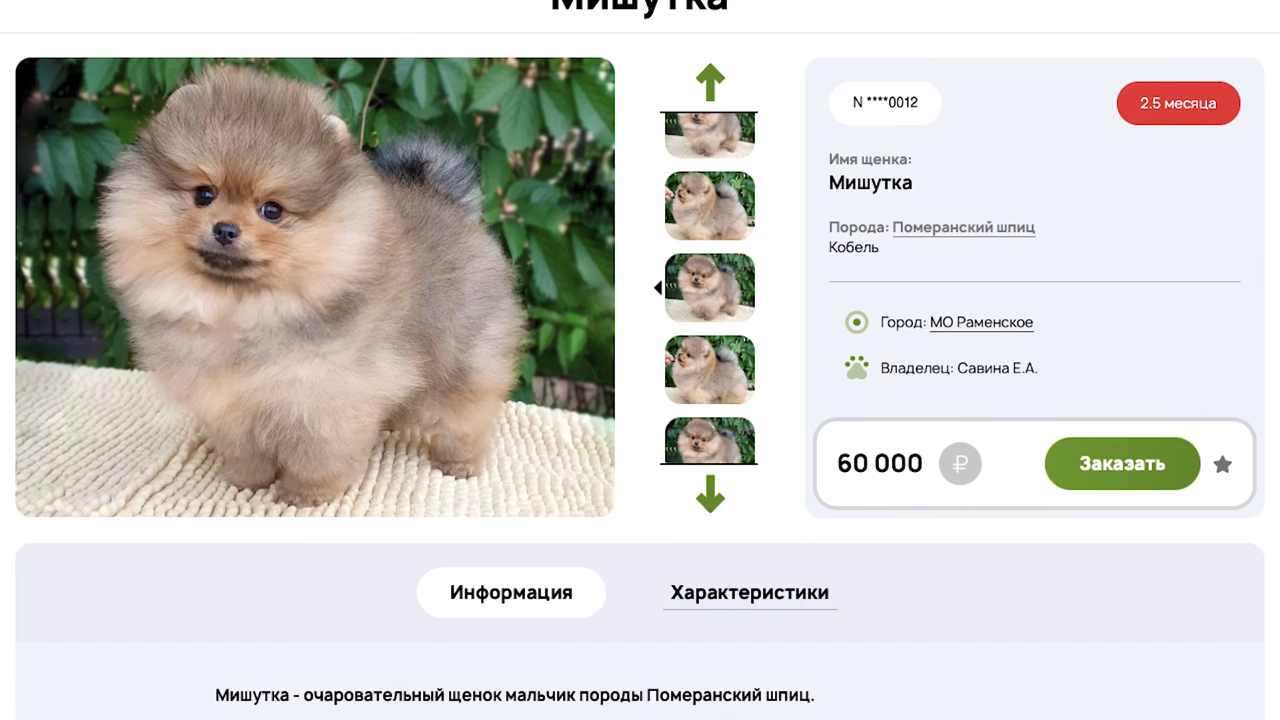 Мишутка
N ****0012
2.5 месяца
Имя щенка:
Мишутка
Порода: Померанский шпиц
Кобель
Город: МО Раменское
Владелец: Савина Е.А.
60 000 ₽
Заказать
Информация
Характеристики
Мишутка - очаровательный щенок мальчик породы Померанский шпиц.